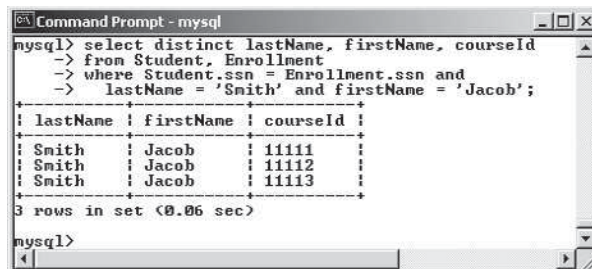 Command Prompt - mysql
mysql> select distinct lastName, firstName, courseId
    -> from Student, Enrollment
    -> where Student.ssn = Enrollment.ssn and
    ->   lastName = 'Smith' and firstName = 'Jacob';
+----------+-----------+----------+
| lastName | firstName | courseId |
+----------+-----------+----------+
| Smith    | Jacob     | 11111    |
| Smith    | Jacob     | 11112    |
| Smith    | Jacob     | 11113    |
+----------+-----------+----------+
3 rows in set (0.06 sec)
mysql>